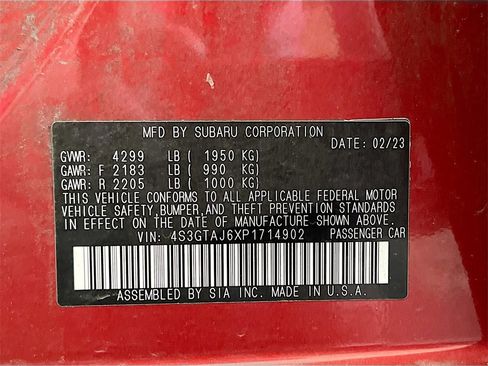 MFD BY SUBARU CORPORATION
DATE: 02/23
GVWR: 4299 LB ( 1950 KG)
GAWR: F 2183 LB ( 990 KG)
GAWR: R 2205 LB ( 1000 KG)
THIS VEHICLE CONFORMS TO ALL APPLICABLE FEDERAL MOTOR
VEHICLE SAFETY,BUMPER,AND THEFT PREVENTION STANDARDS
IN EFFECT ON THE DATE OF MANUFACTURE SHOWN ABOVE.
VIN: 4S3GTAJ6XP1714902 PASSENGER CAR
ASSEMBLED BY SIA INC. MADE IN U.S.A.